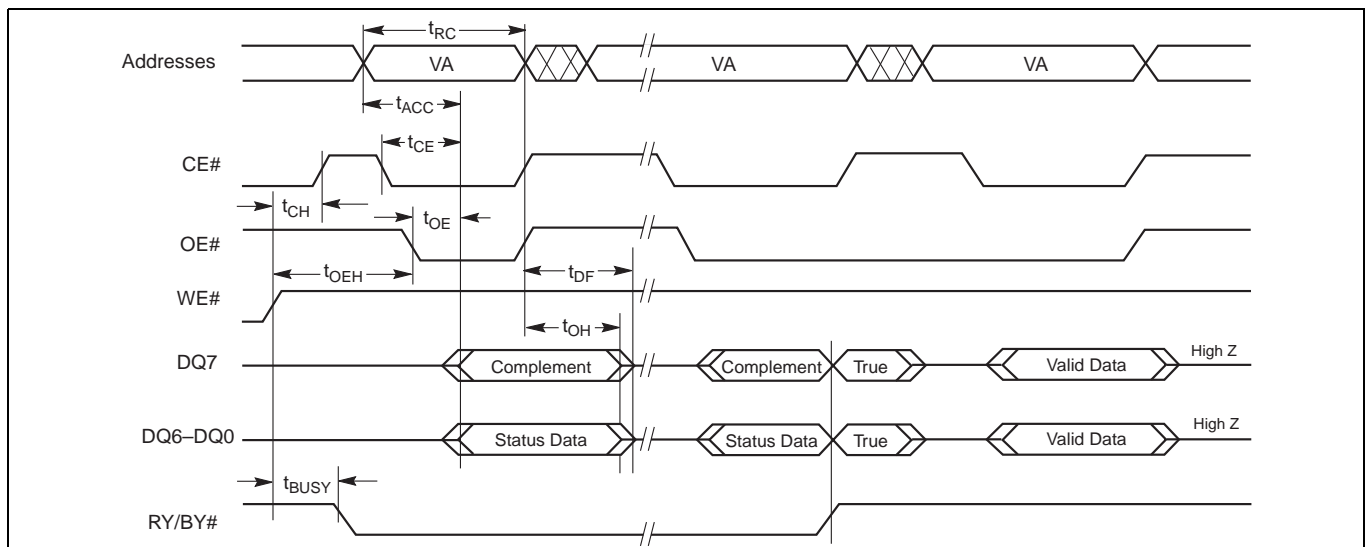 tRC
Addresses VA VA VA
tACC
tCE
CE#
tCH tOE
OE#
tOEH tDF
WE#
tOH
DQ7 Complement Complement True Valid Data High Z
DQ6–DQ0 Status Data Status Data True Valid Data High Z
tBUSY
RY/BY#